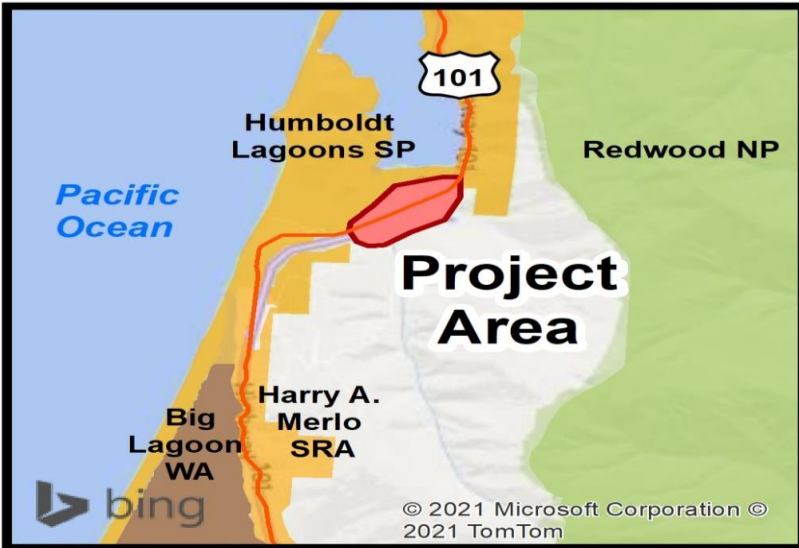 101
Humboldt
Lagoons SP
Redwood NP
Pacific
Ocean
Project
Area
Harry A.
Merlo
SRA
Big
Lagoon
WA
bing
© 2021 Microsoft Corporation ©
2021 TomTom